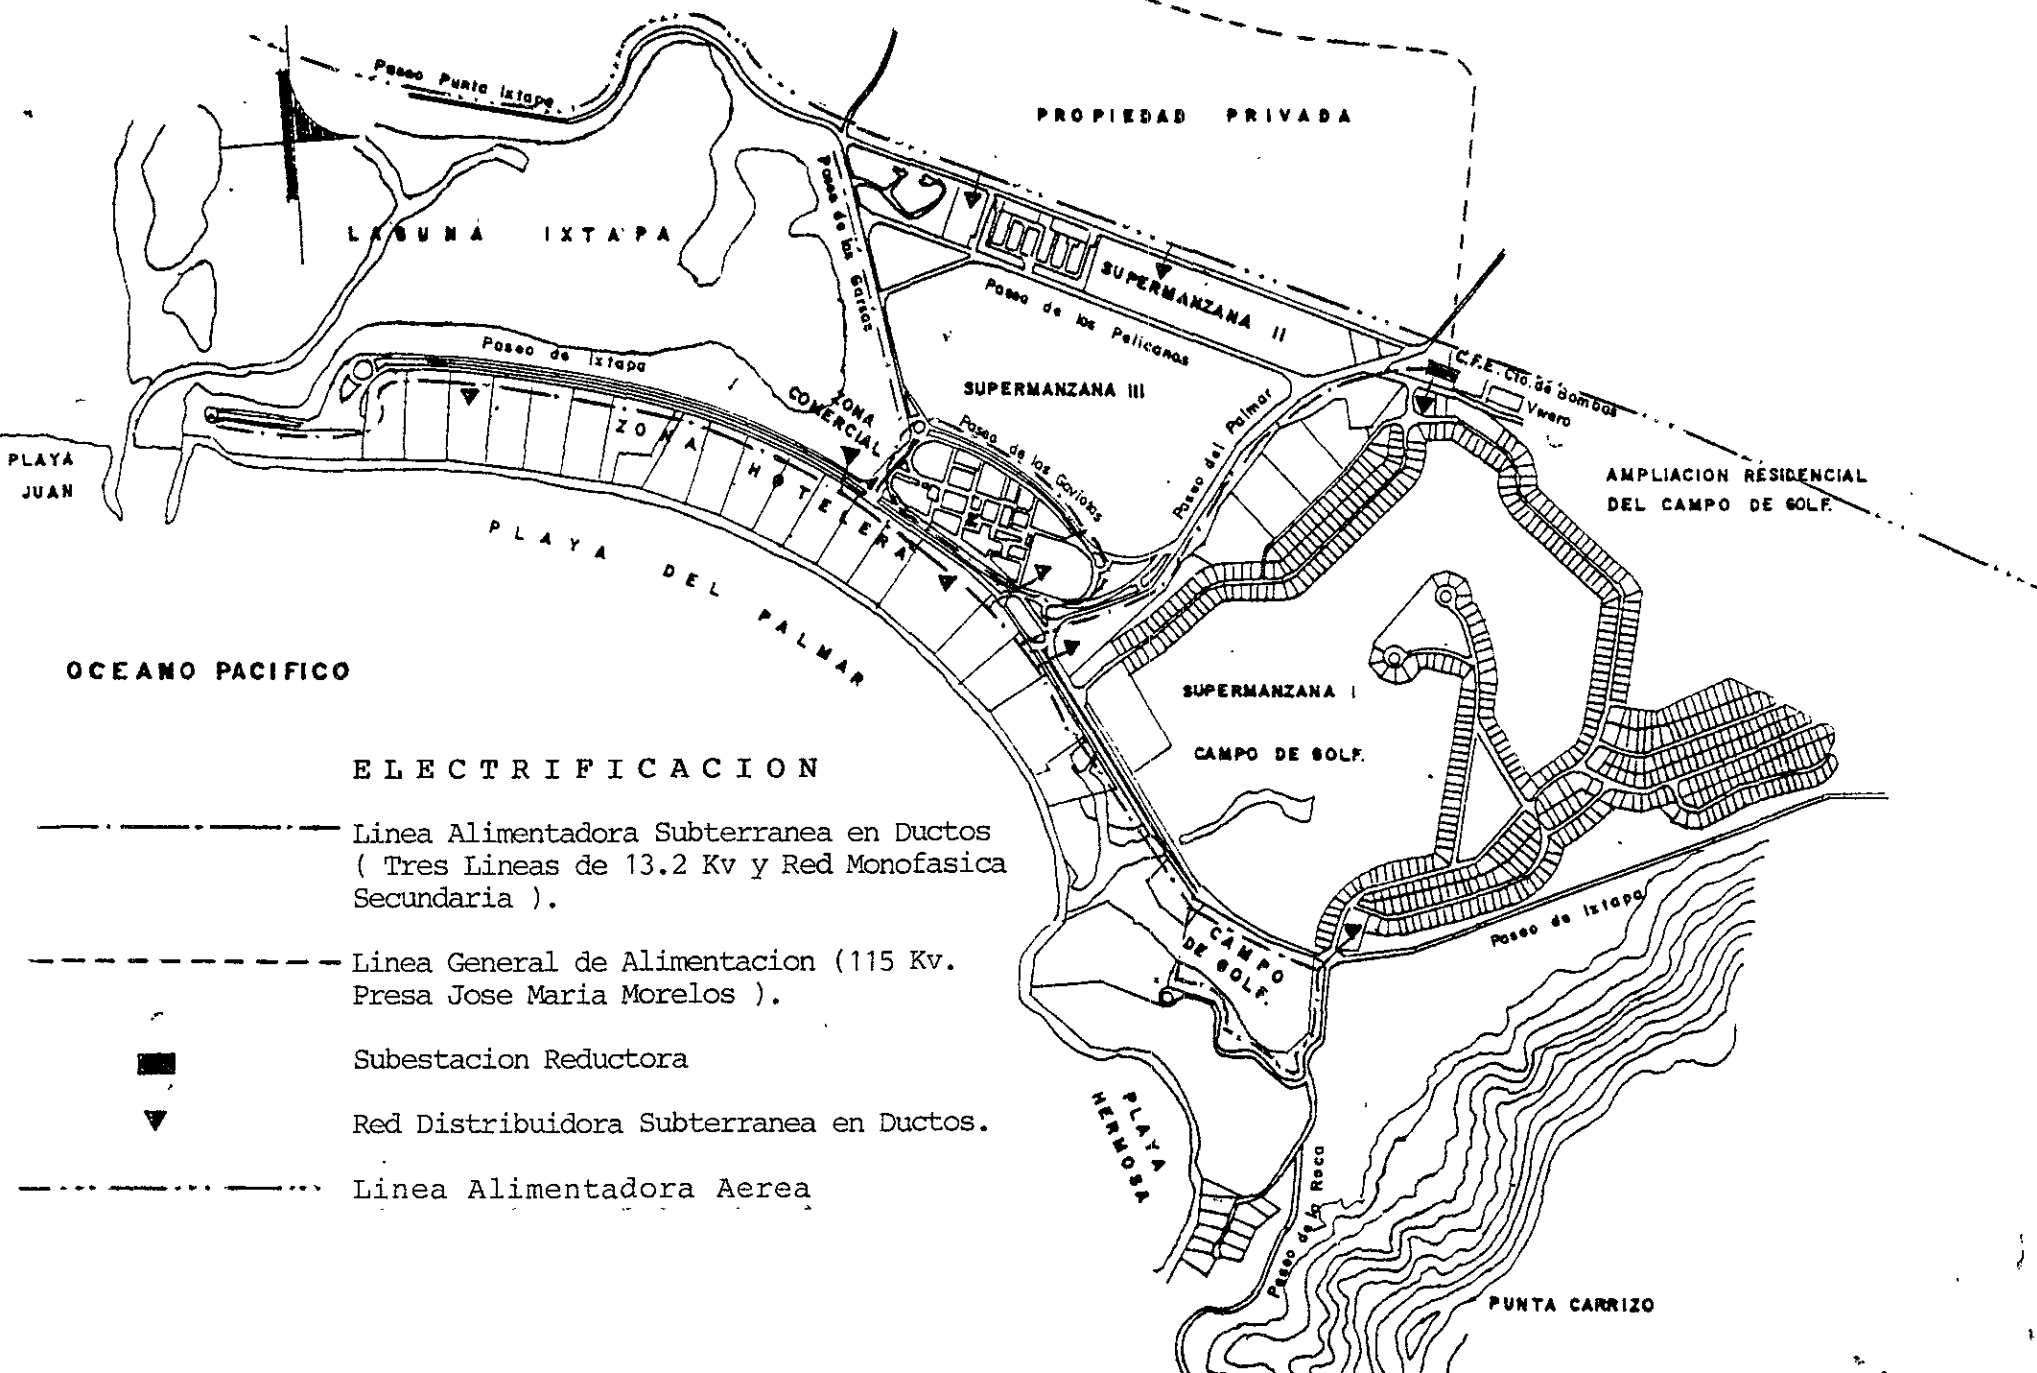 Paseo Punta Ixtapa
PROPIEDAD PRIVADA
Paseo de las Garsas
LAGUNA IXTAPA
SUPERMANZANA II
Paseo de los Pelicanos
Paseo de Ixtapa
ZONA
COMERCIAL
SUPERMANZANA III
C.F.E. Cto. de Bombas
Vivero
Paseo del Palmar
Paseo de las Gaviotas
ZONA HOTELERA
PLAYA
JUAN
AMPLIACION RESIDENCIAL
DEL CAMPO DE GOLF.
PLAYA DEL PALMAR
OCEANO PACIFICO
SUPERMANZANA I
CAMPO DE GOLF.
ELECTRIFICACION
Linea Alimentadora Subterranea en Ductos
( Tres Lineas de 13.2 Kv y Red Monofasica
Secundaria ).
Linea General de Alimentacion (115 Kv.
Presa Jose Maria Morelos ).
Subestacion Reductora
Red Distribuidora Subterranea en Ductos.
Linea Alimentadora Aerea
CAMPO
DE GOLF.
Paseo de Ixtapa
PLAYA
HERMOSA
Paseo de la Roca
PUNTA CARRIZO